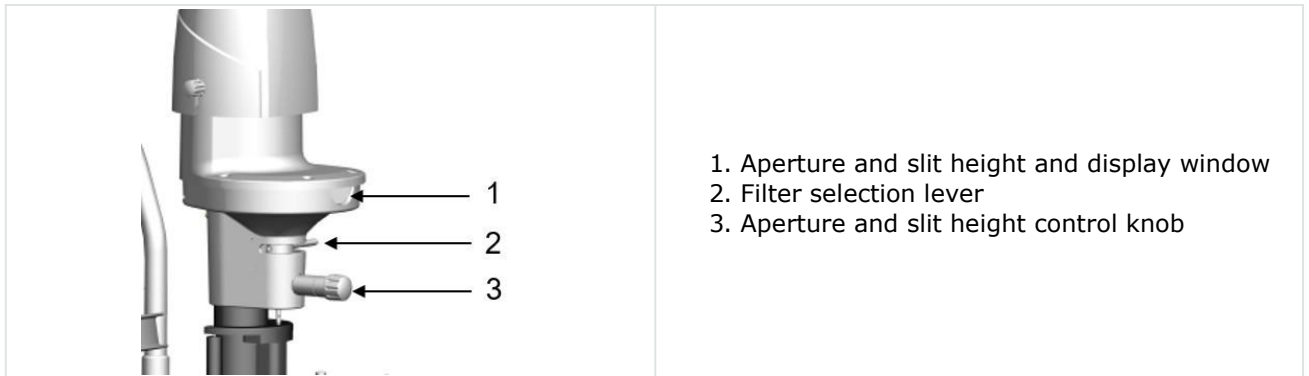 1
2
3
1. Aperture and slit height and display window
2. Filter selection lever
3. Aperture and slit height control knob